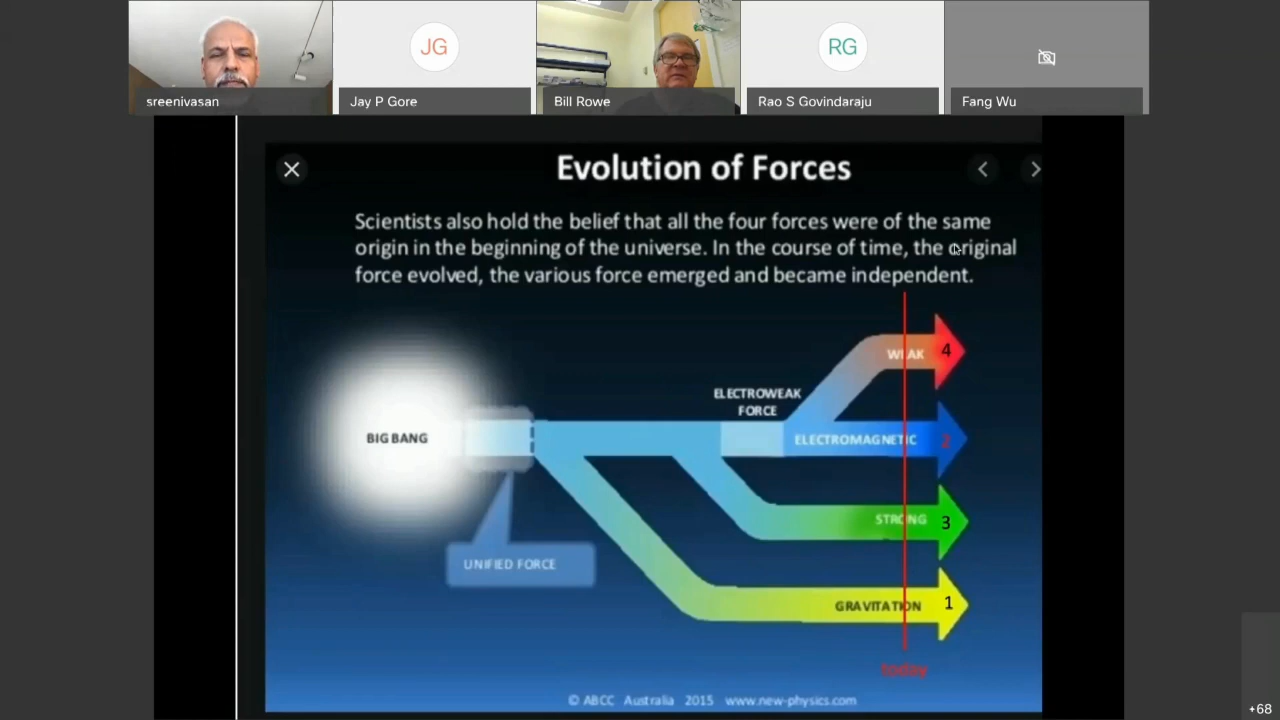 JG
RG
sreenivasan
Jay P Gore
Bill Rowe
Rao S Govindaraju
Fang Wu
Evolution of Forces
Scientists also hold the belief that all the four forces were of the same
origin in the beginning of the universe. In the course of time, the original
force evolved, the various force emerged and became independent.
WEAK
4
ELECTROWEAK
FORCE
BIG BANG
ELECTROMAGNETIC
2
STRONG
3
UNIFIED FORCE
GRAVITATION
1
today
© ABCC Australia 2015 www.new-physics.com
+68